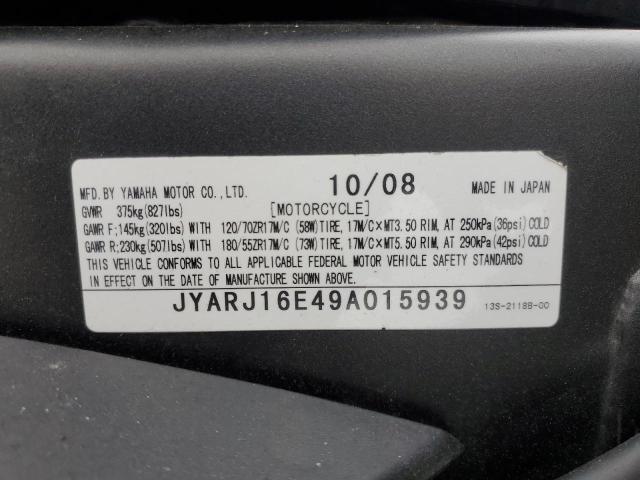 MFD. BY YAMAHA MOTOR CO., LTD. 10/08 MADE IN JAPAN
GVWR 375kg(827lbs) [MOTORCYCLE]
GAWR F;145kg(320lbs) WITH 120/70ZR17M/C (58W) TIRE, 17M/C×MT3.50 RIM, AT 250kPa(36psi) COLD
GAWR R;230kg(507lbs) WITH 180/55ZR17M/C (73W) TIRE, 17M/C×MT5.50 RIM, AT 290kPa(42psi) COLD
THIS VEHICLE CONFORMS TO ALL APPLICABLE FEDERAL MOTOR VEHICLE SAFETY STANDARDS
IN EFFECT ON THE DATE OF MANUFACTURE SHOWN ABOVE.
JYARJ16E49A015939 13S-2118B-00